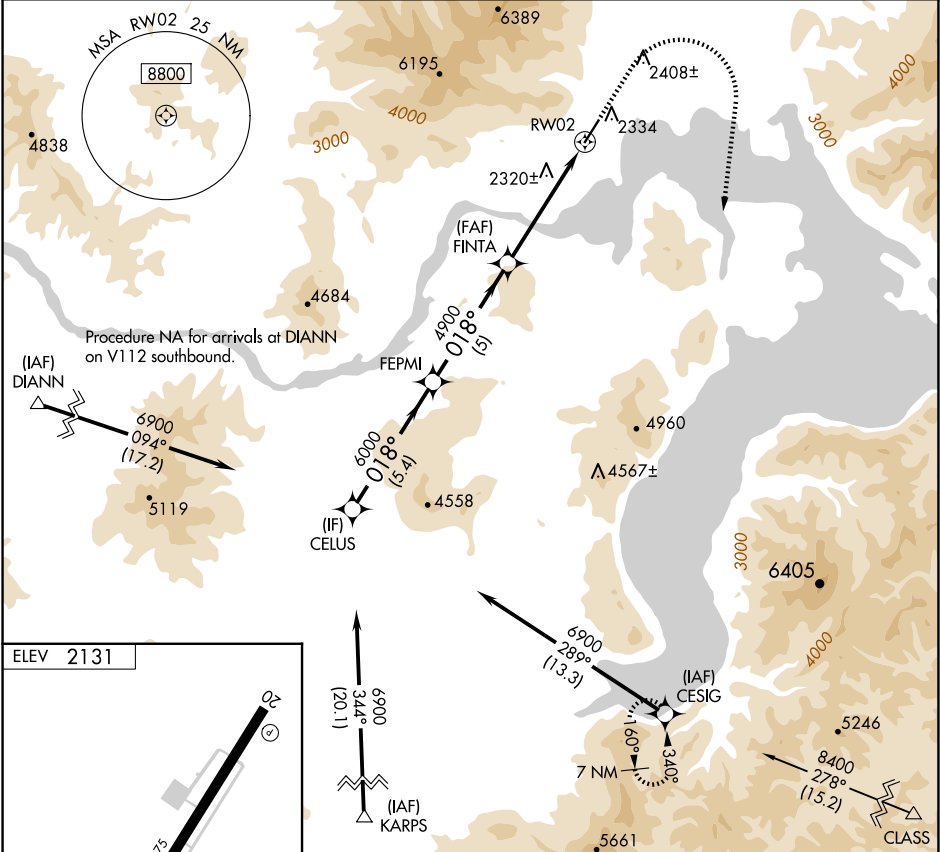 MSA RW02 25 NM
8800
6389
6195
4000
3000
4838
2408±
RW02
2334
2320±
4000
3000
(FAF)
FINTA
4684
Procedure NA for arrivals at DIANN
on V112 southbound.
4900
018°
(5)
FEPMI
(IAF)
DIANN
6900
094°
(17.2)
5119
6000
018°
(5.4)
4558
4960
4567±
(IF)
CELUS
3000
6405
4000
6900
289°
(13.3)
(IAF)
CESIG
160°
340°
7 NM
5246
8400
278°
(15.2)
CLASS
5661
6900
344°
(20.1)
(IAF)
KARPS
ELEV 2131
20
P
75